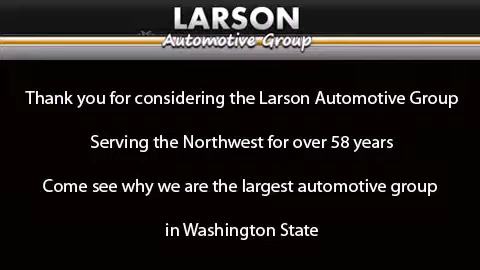 LARSON
Automotive Group
Thank you for considering the Larson Automotive Group
Serving the Northwest for over 58 years
Come see why we are the largest automotive group
in Washington State